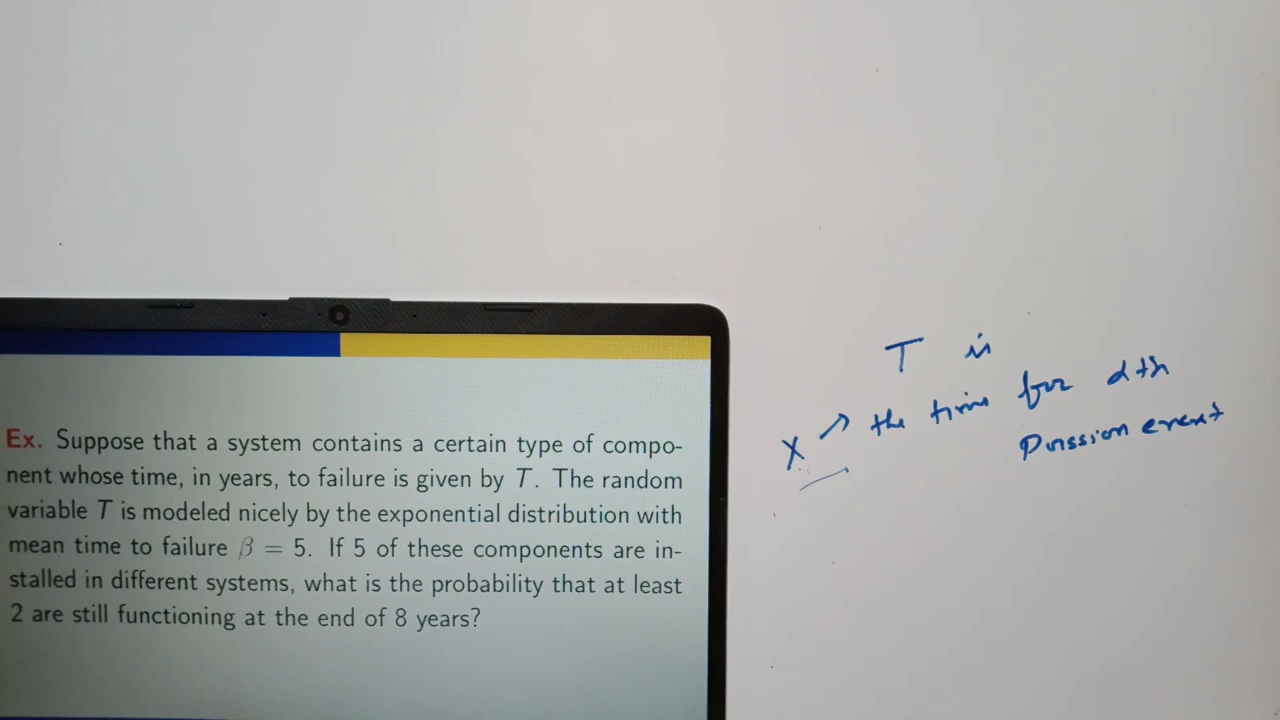 Ex. Suppose that a system contains a certain type of compo-
nent whose time, in years, to failure is given by T. The random
variable T is modeled nicely by the exponential distribution with
mean time to failure β = 5. If 5 of these components are in-
stalled in different systems, what is the probability that at least
2 are still functioning at the end of 8 years?
T is
X → the time for αth
Poission event